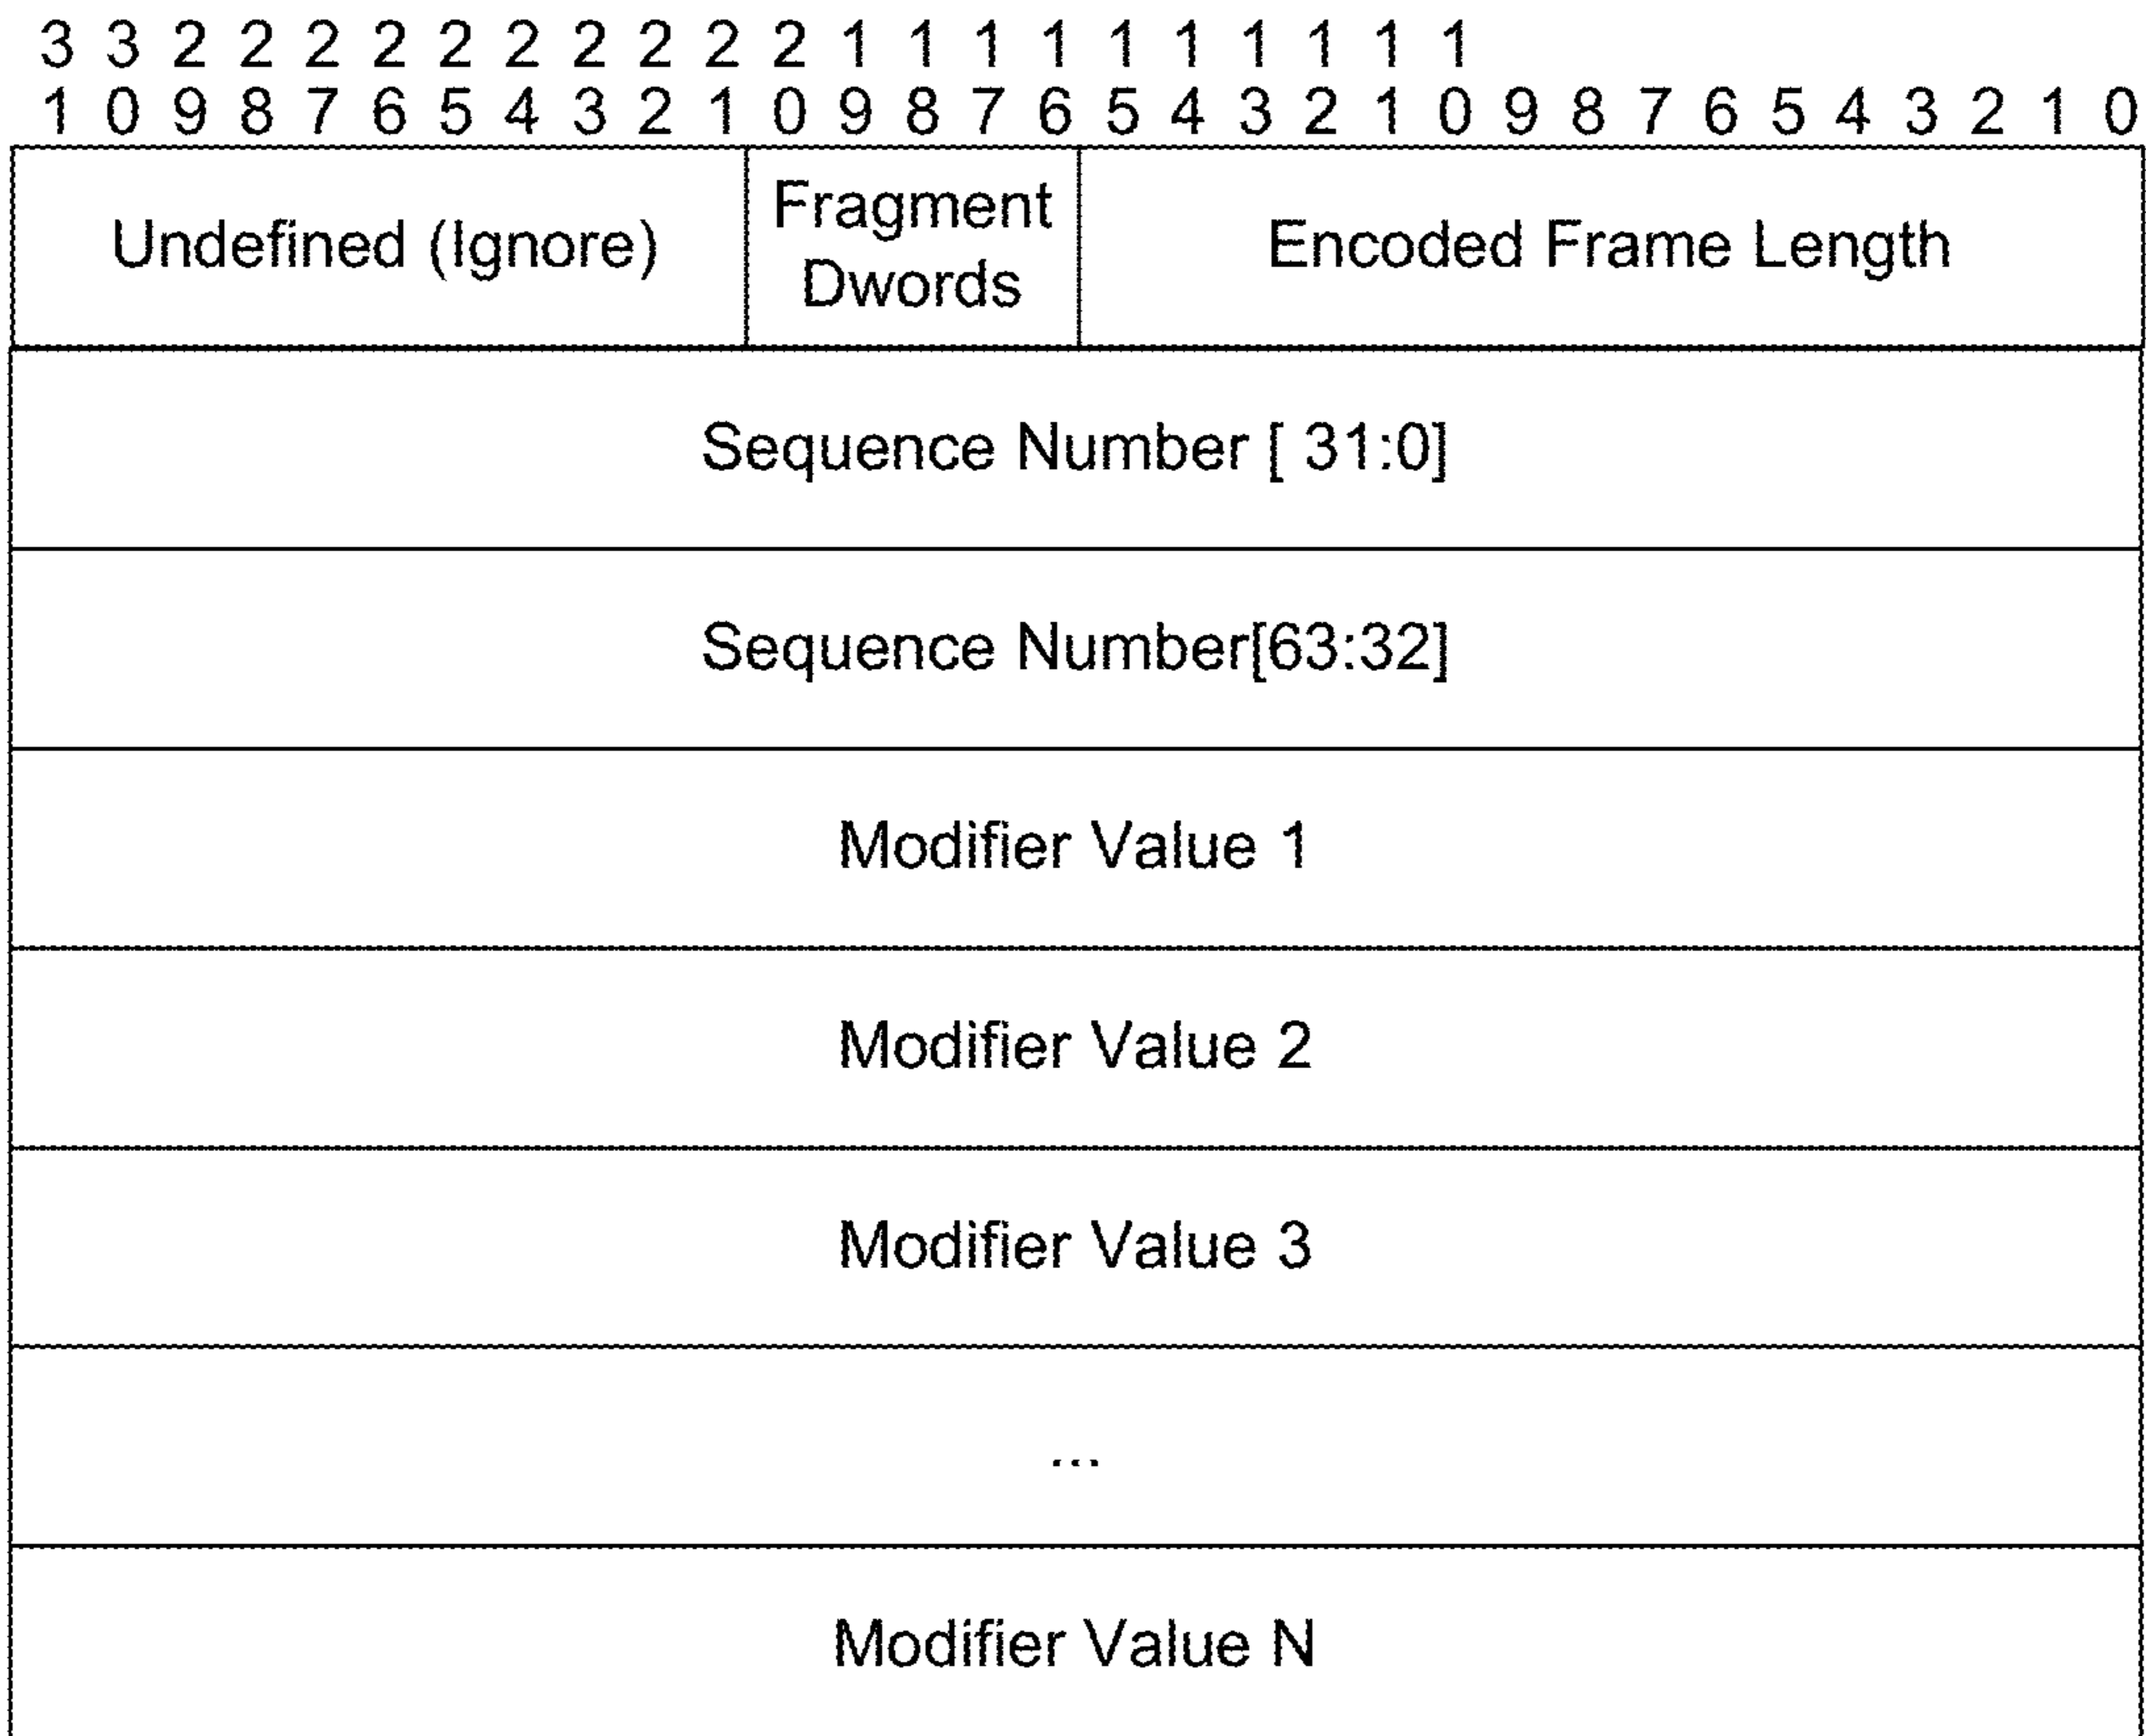 3 3 2 2 2 2 2 2 2 2 2 2 1 1 1 1 1 1 1 1 1 1
1 0 9 8 7 6 5 4 3 2 1 0 9 8 7 6 5 4 3 2 1 0 9 8 7 6 5 4 3 2 1 0
Undefined (Ignore)
Fragment
Dwords
Encoded Frame Length
Sequence Number [ 31:0]
Sequence Number[63:32]
Modifier Value 1
Modifier Value 2
Modifier Value 3
...
Modifier Value N